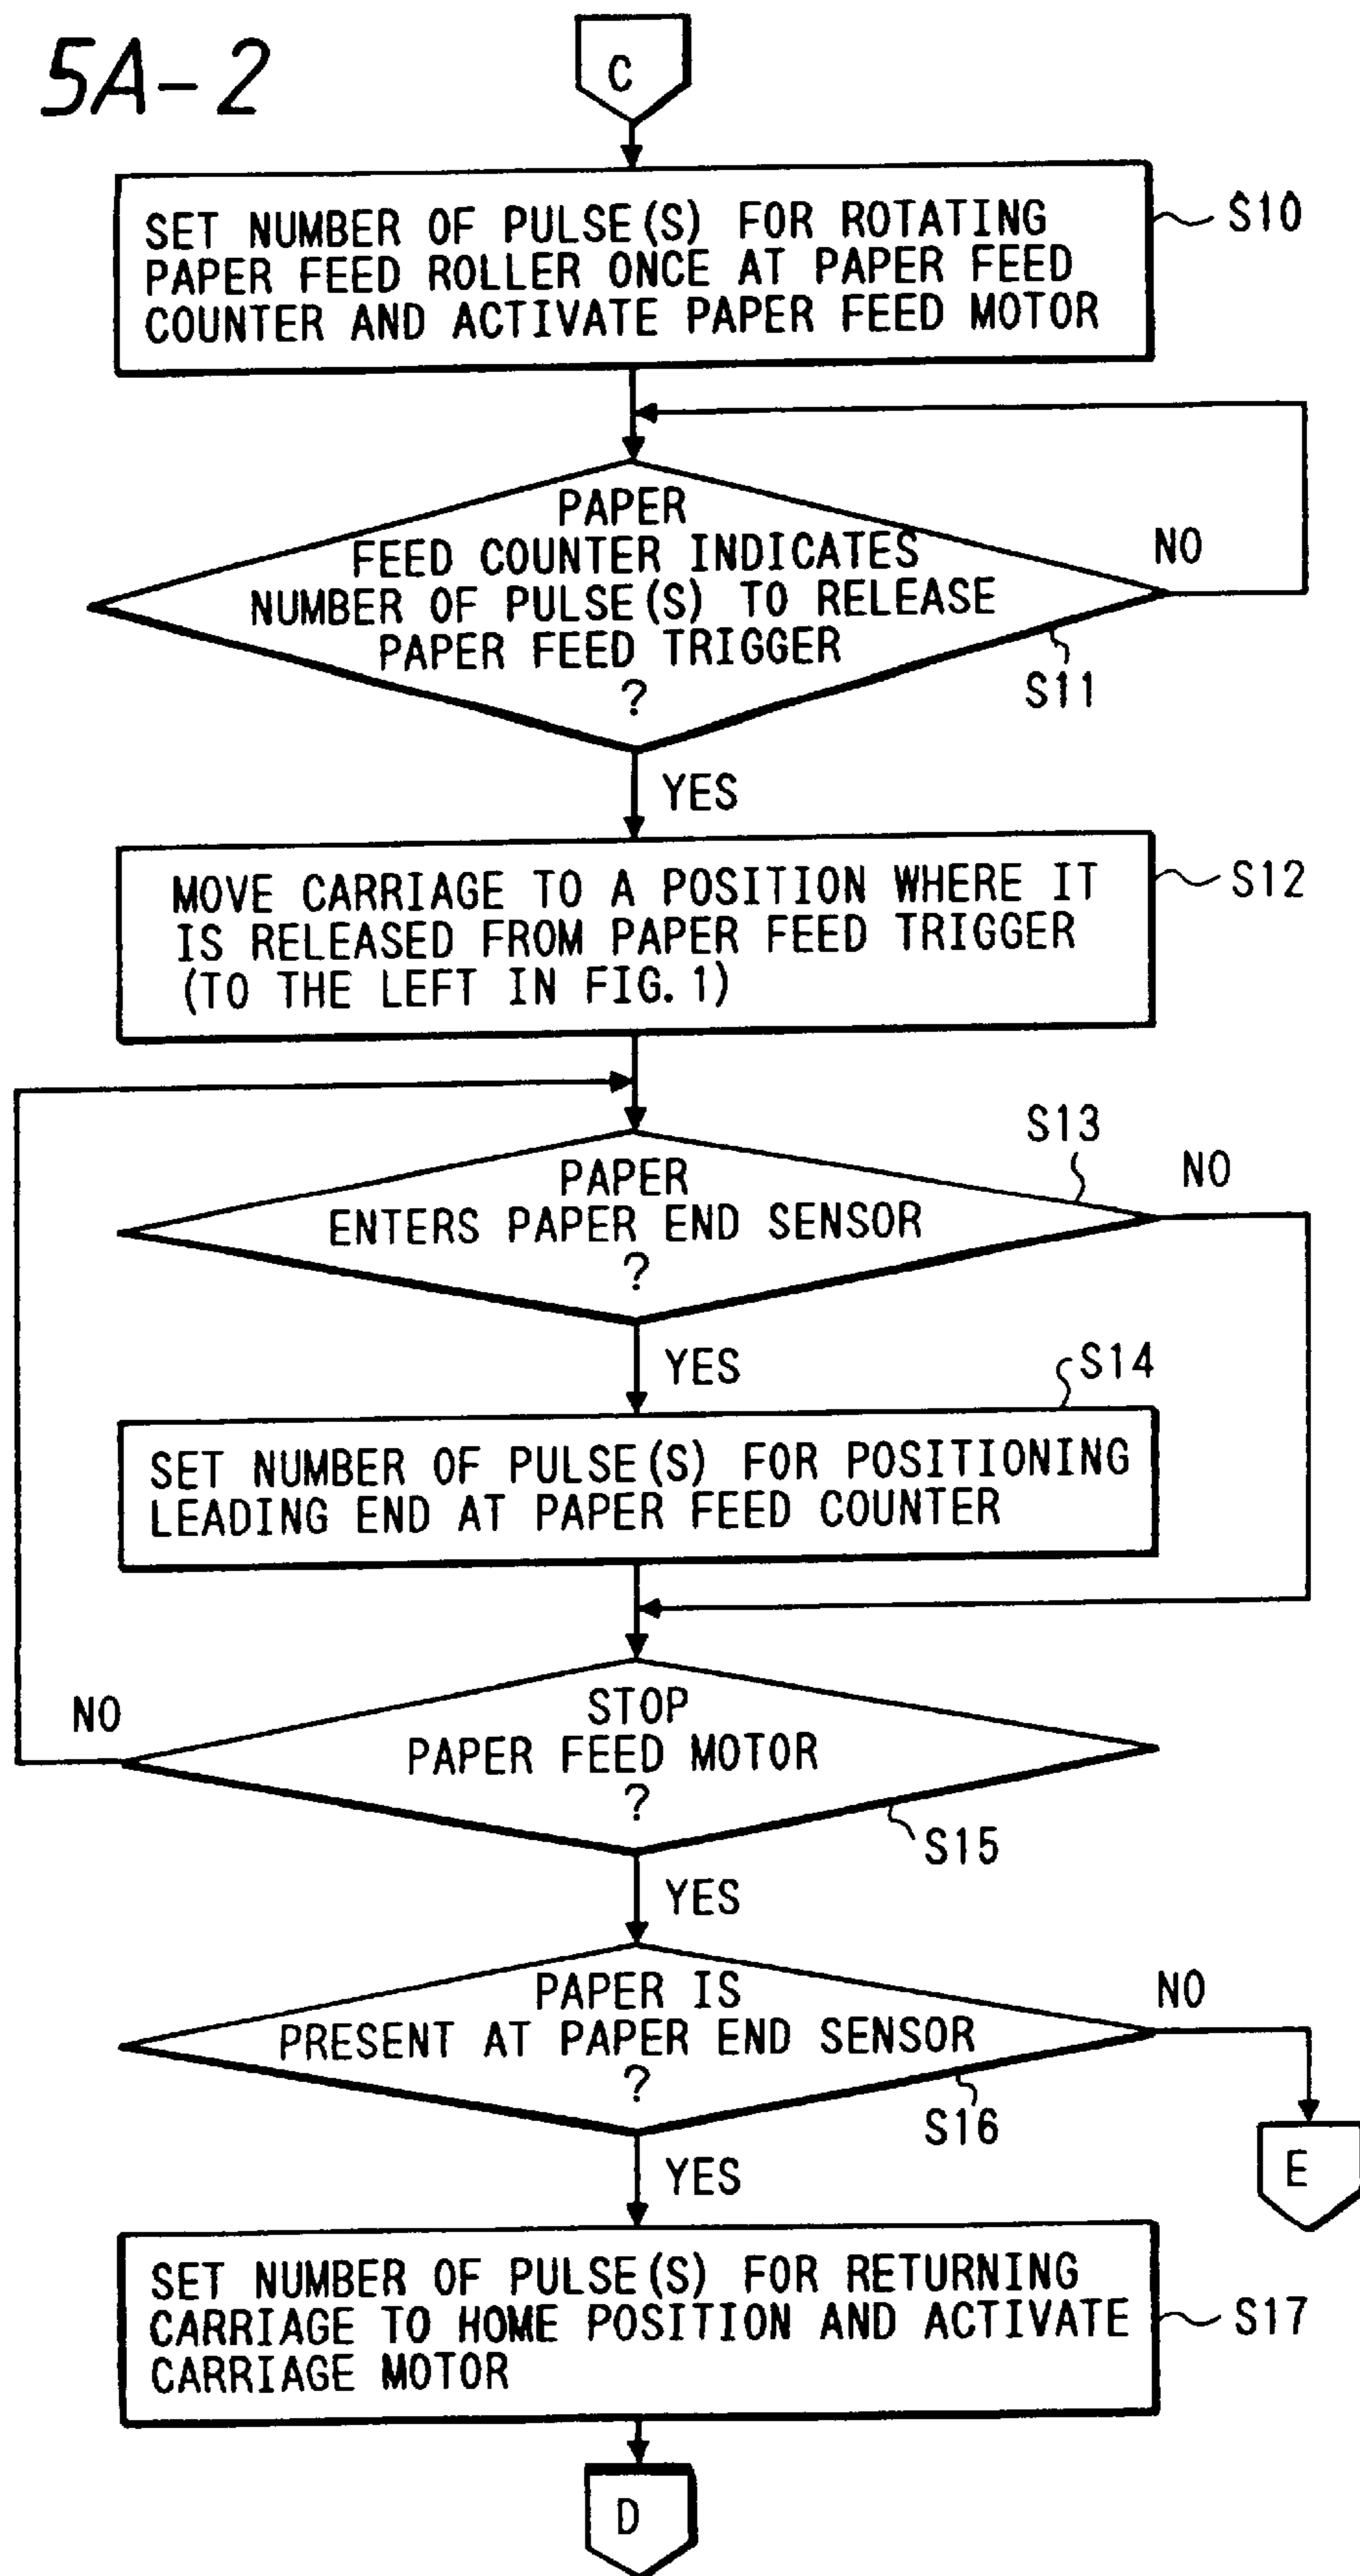 5A-2
C
SET NUMBER OF PULSE(S) FOR ROTATING
PAPER FEED ROLLER ONCE AT PAPER FEED
COUNTER AND ACTIVATE PAPER FEED MOTOR
S10
PAPER
FEED COUNTER INDICATES
NUMBER OF PULSE(S) TO RELEASE
PAPER FEED TRIGGER
?
NO
S11
YES
MOVE CARRIAGE TO A POSITION WHERE IT
IS RELEASED FROM PAPER FEED TRIGGER
(TO THE LEFT IN FIG.1)
S12
S13
PAPER
ENTERS PAPER END SENSOR
?
NO
YES
S14
SET NUMBER OF PULSE(S) FOR POSITIONING
LEADING END AT PAPER FEED COUNTER
NO
STOP
PAPER FEED MOTOR
?
S15
YES
PAPER IS
PRESENT AT PAPER END SENSOR
?
NO
S16
E
YES
SET NUMBER OF PULSE(S) FOR RETURNING
CARRIAGE TO HOME POSITION AND ACTIVATE
CARRIAGE MOTOR
S17
D